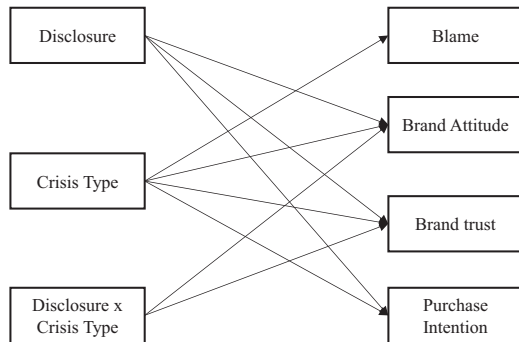 Disclosure
Blame
Brand Attitude
Crisis Type
Brand trust
Disclosure x
Crisis Type
Purchase
Intention